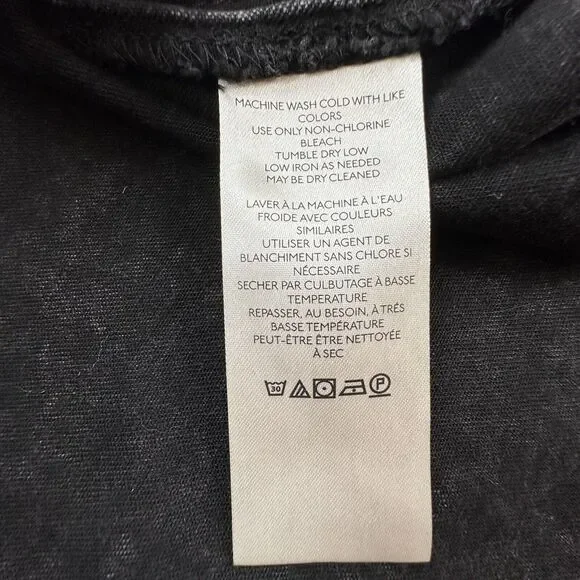 MACHINE WASH COLD WITH LIKE
COLORS
USE ONLY NON-CHLORINE
BLEACH
TUMBLE DRY LOW
LOW IRON AS NEEDED
MAY BE DRY CLEANED
LAVER À LA MACHINE À L'EAU
FROIDE AVEC COULEURS
SIMILAIRES
UTILISER UN AGENT DE
BLANCHIMENT SANS CHLORE SI
NÉCESSAIRE
SECHER PAR CULBUTAGE À BASSE
TEMPERATURE
REPASSER, AU BESOIN, À TRÉS
BASSE TEMPÉRATURE
PEUT-ÊTRE ÊTRE NETTOYÉE
À SEC
30 P